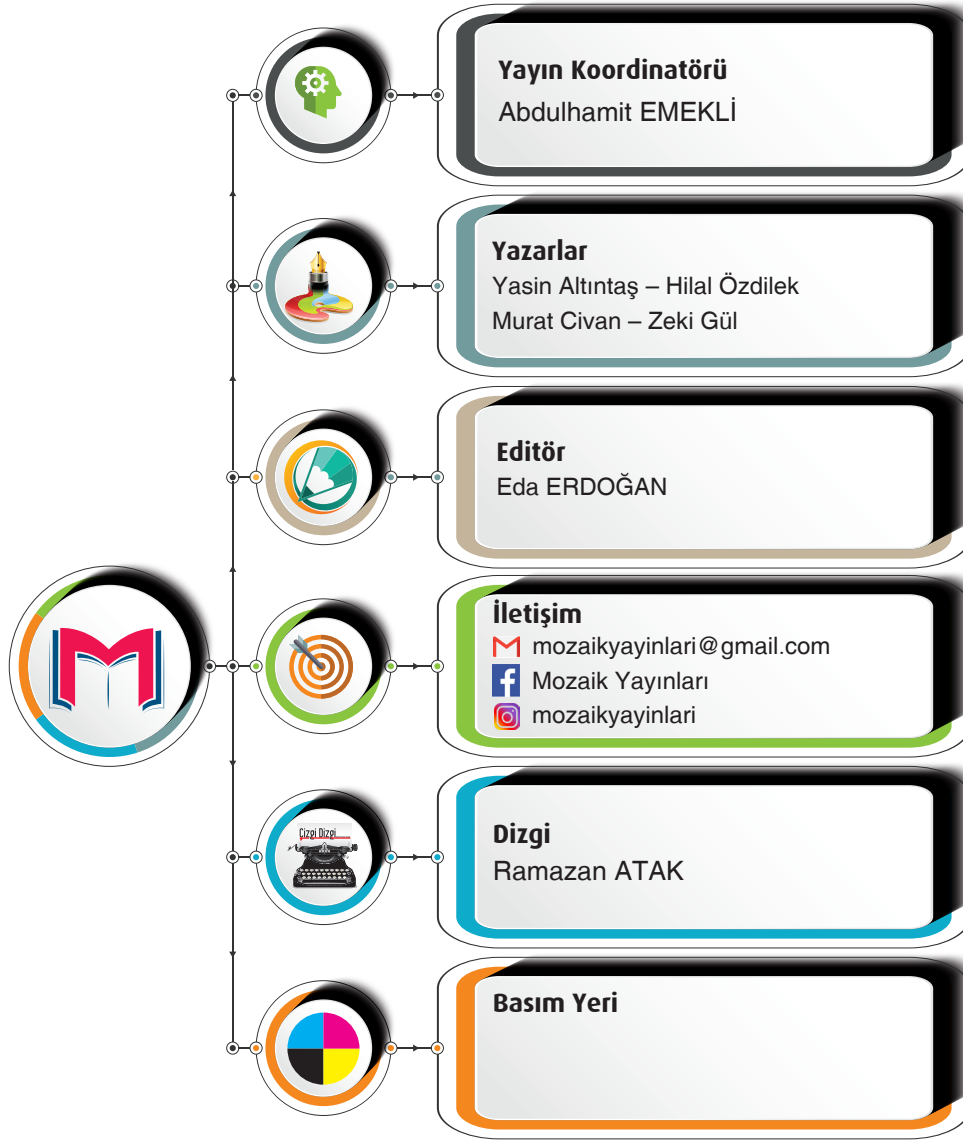 Yayın Koordinatörü
Abdulhamit EMEKLİ
Yazarlar
Yasin Altıntaş – Hilal Özdilek
Murat Civan – Zeki Gül
Editör
Eda ERDOĞAN
İletişim
mozaikyayinlari@gmail.com
Mozaik Yayınları
mozaikyayinlari
Çizgi Dizgi
Dizgi
Ramazan ATAK
Basım Yeri